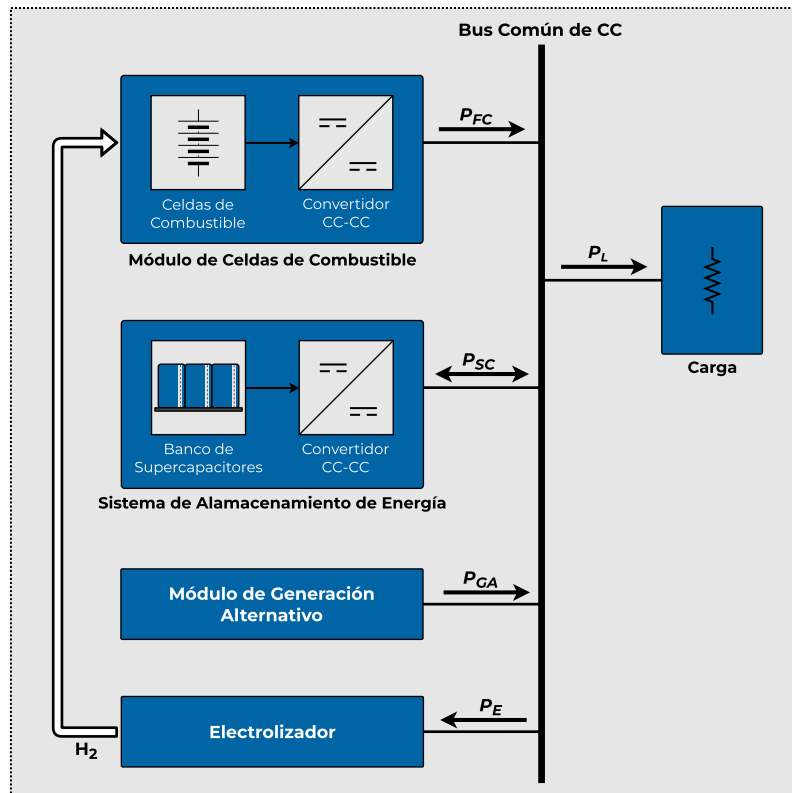 Bus Común de CC
P_FC
Celdas de
Combustible
Convertidor
CC-CC
Módulo de Celdas de Combustible
P_L
Carga
P_SC
Banco de
Supercapacitores
Convertidor
CC-CC
Sistema de Alamacenamiento de Energía
P_GA
Módulo de Generación
Alternativo
P_E
Electrolizador
H₂